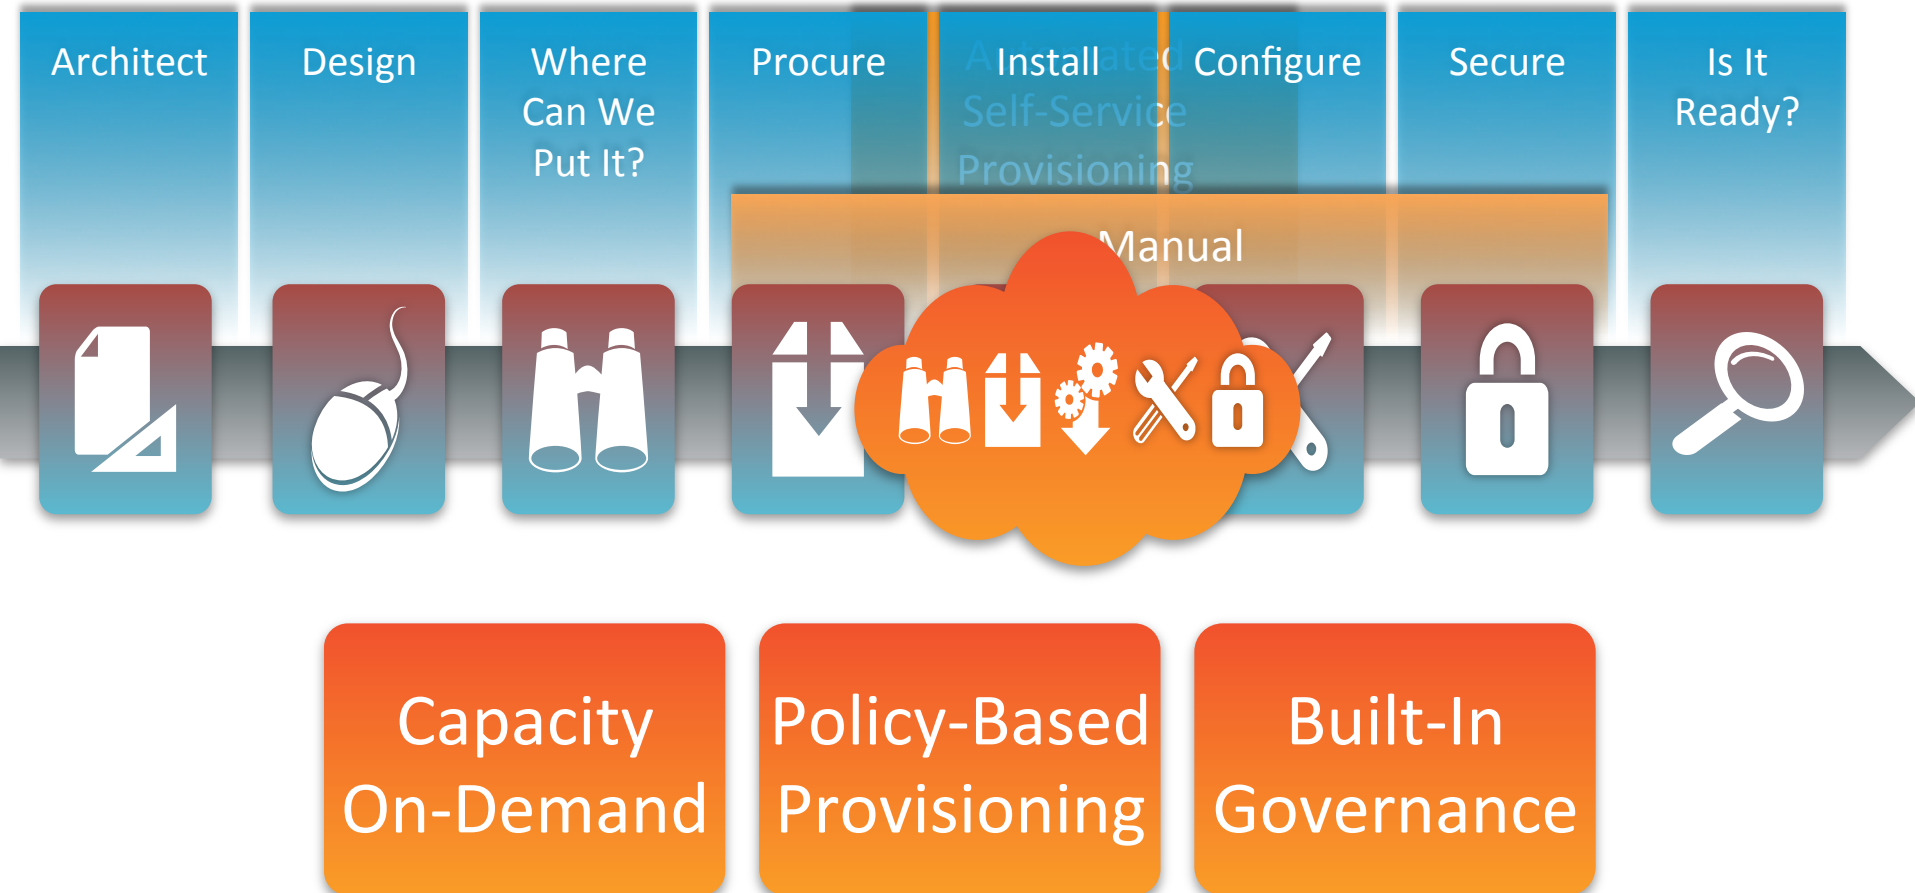 Architect
Design
Where
Can We
Put It?
Procure
Install
Configure
Secure
Is It
Ready?
Automated
Self-Service
Provisioning
Manual
Capacity
On-Demand
Policy-Based
Provisioning
Built-In
Governance